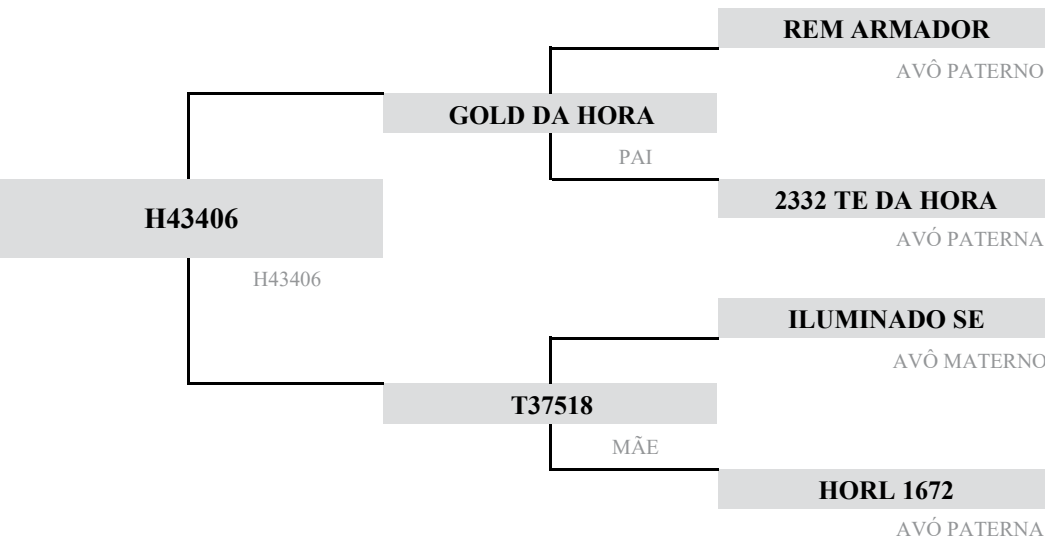 REM ARMADOR
AVÔ PATERNO
GOLD DA HORA
PAI
2332 TE DA HORA
AVÓ PATERNA
H43406
H43406
ILUMINADO SE
AVÔ MATERNO
T37518
MÃE
HORL 1672
AVÓ PATERNA